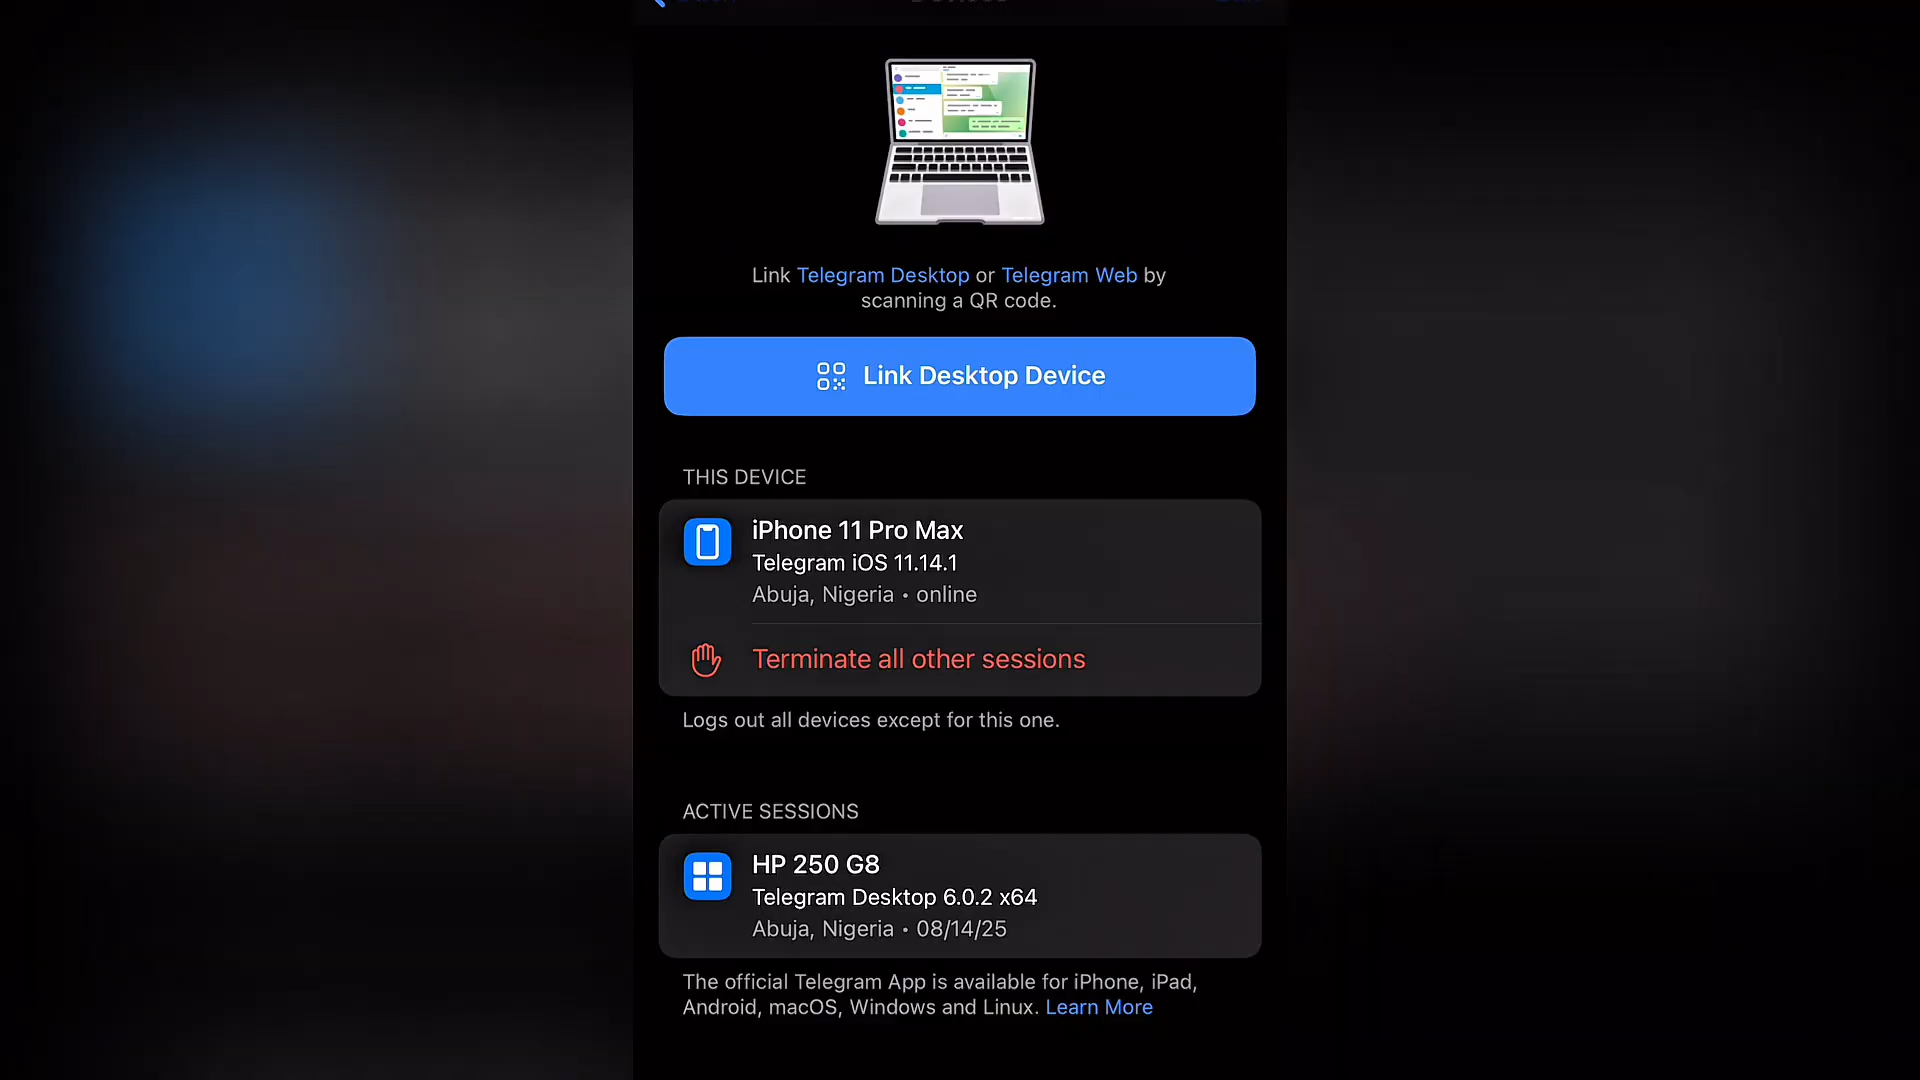 Link Telegram Desktop or Telegram Web by
scanning a QR code.
Link Desktop Device
THIS DEVICE
iPhone 11 Pro Max
Telegram iOS 11.14.1
Abuja, Nigeria • online
Terminate all other sessions
Logs out all devices except for this one.
ACTIVE SESSIONS
HP 250 G8
Telegram Desktop 6.0.2 x64
Abuja, Nigeria • 08/14/25
The official Telegram App is available for iPhone, iPad,
Android, macOS, Windows and Linux. Learn More